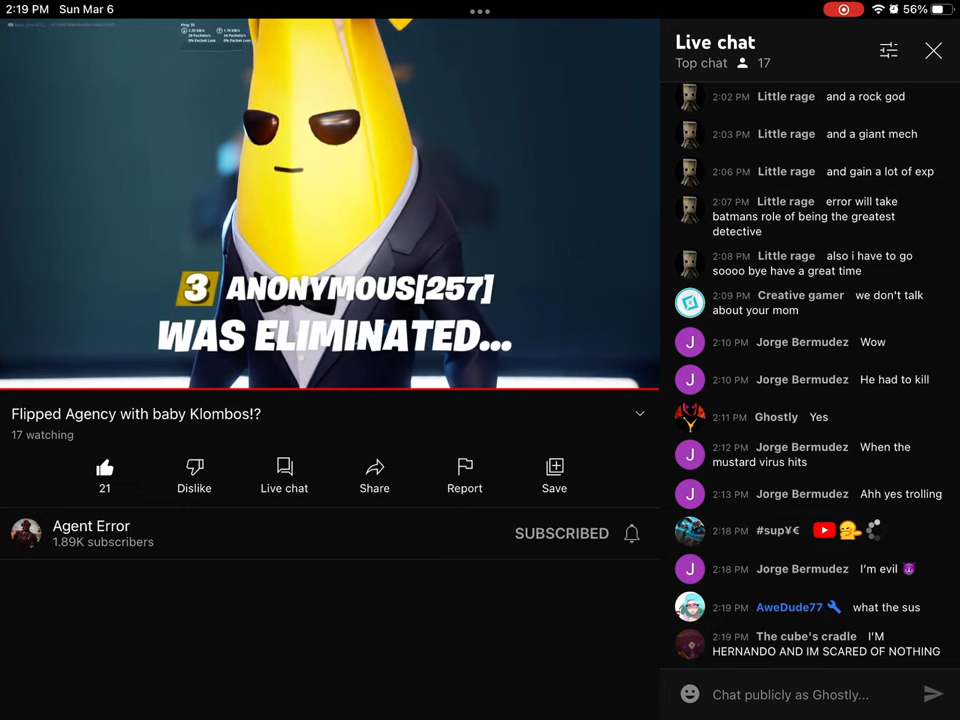 2:19 PM Sun Mar 6
56%
3 ANONYMOUS[257]
WAS ELIMINATED...
Flipped Agency with baby Klombos!?
17 watching
21
Dislike
Live chat
Share
Report
Save
Agent Error
1.89K subscribers
SUBSCRIBED
Live chat
Top chat 17
2:02 PM Little rage and a rock god
2:03 PM Little rage and a giant mech
2:06 PM Little rage and gain a lot of exp
2:07 PM Little rage error will take
batmans role of being the greatest
detective
2:08 PM Little rage also i have to go
soooo bye have a great time
2:09 PM Creative gamer we don't talk
about your mom
J
2:10 PM Jorge Bermudez Wow
J
2:10 PM Jorge Bermudez He had to kill
2:11 PM Ghostly Yes
J
2:12 PM Jorge Bermudez When the
mustard virus hits
J
2:13 PM Jorge Bermudez Ahh yes trolling
2:18 PM #sup¥€
J
2:18 PM Jorge Bermudez I'm evil 😈
2:19 PM AweDude77 what the sus
2:19 PM The cube's cradle I'M
HERNANDO AND IM SCARED OF NOTHING
Chat publicly as Ghostly...